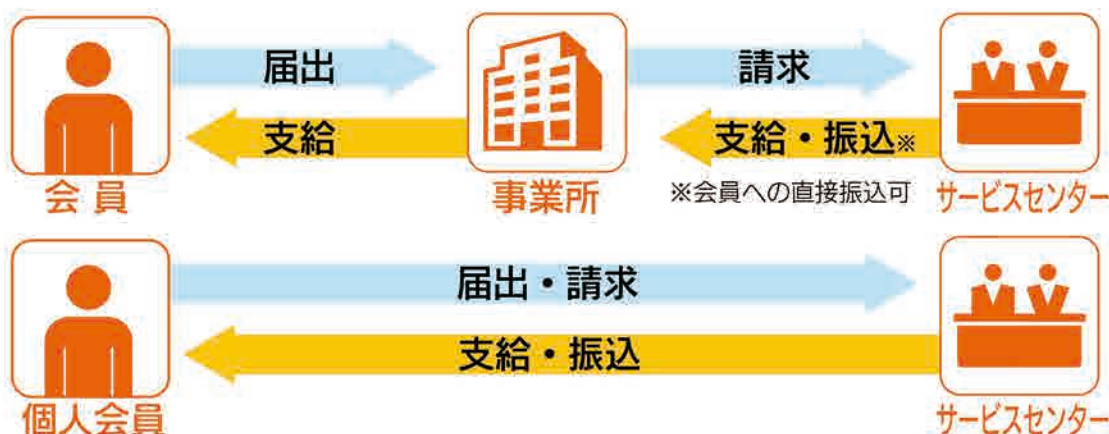 届出
請求
支給
支給・振込※
※会員への直接振込可
会員
事業所
サービスセンター
届出・請求
支給・振込
個人会員
サービスセンター